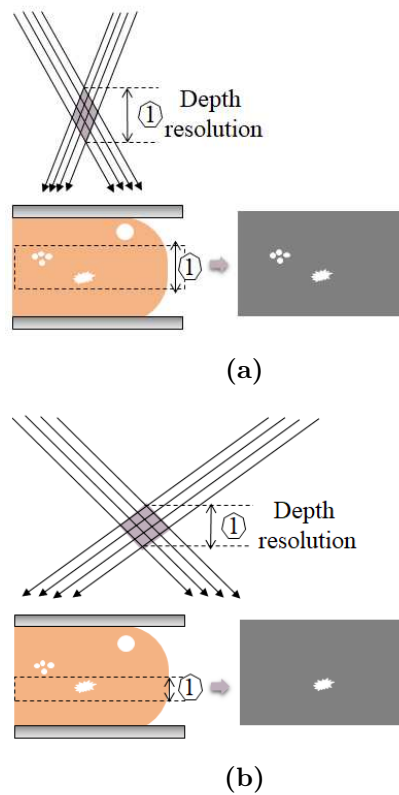 ① Depth
resolution
①
(a)
① Depth
resolution
①
(b)